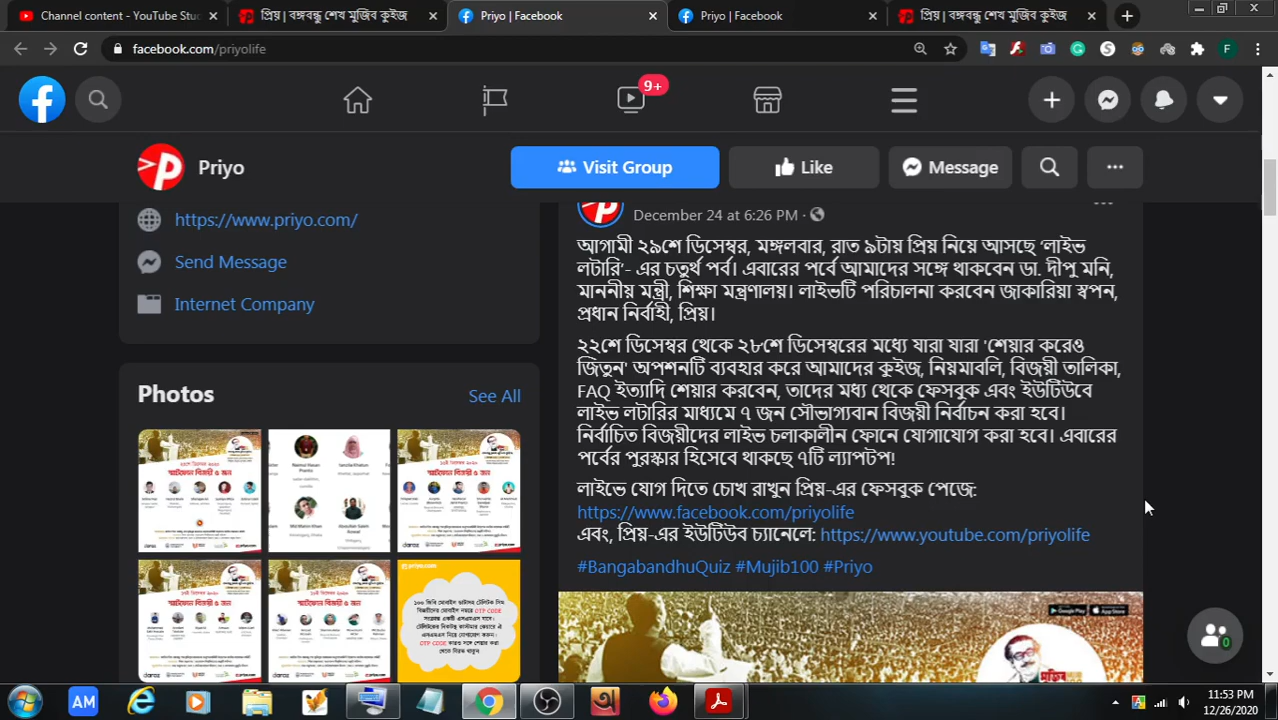 Channel content - YouTube Stu
প্রিয় | বঙ্গবন্ধু শেখ মুজিব কুইজ
Priyo | Facebook
Priyo | Facebook
প্রিয় | বঙ্গবন্ধু শেখ মুজিব কুইজ
facebook.com/priyolife
9+
Priyo
Visit Group
Like
Message
https://www.priyo.com/
Send Message
Internet Company
Photos
See All
December 24 at 6:26 PM
আগামী ২৯শে ডিসেম্বর, মঙ্গলবার, রাত ৯টায় প্রিয় নিয়ে আসছে ‘লাইভ
লটারি’- এর চতুর্থ পর্ব। এবারের পর্বে আমাদের সঙ্গে থাকবেন ডা. দীপু মনি,
মাননীয় মন্ত্রী, শিক্ষা মন্ত্রণালয়। লাইভটি পরিচালনা করবেন জাকারিয়া স্বপন,
প্রধান নির্বাহী, প্রিয়।
২২শে ডিসেম্বর থেকে ২৮শে ডিসেম্বরের মধ্যে যারা যারা 'শেয়ার করেও
জিতুন' অপশনটি ব্যবহার করে আমাদের কুইজ, নিয়মাবলি, বিজয়ী তালিকা,
FAQ ইত্যাদি শেয়ার করবেন, তাদের মধ্য থেকে ফেসবুক এবং ইউটিউবে
লাইভ লটারির মাধ্যমে ৭ জন সৌভাগ্যবান বিজয়ী নির্বাচন করা হবে।
নির্বাচিত বিজয়ীদের লাইভ চলাকালীন ফোনে যোগাযোগ করা হবে। এবারের
পর্বের পুরস্কার হিসেবে থাকছে ৭টি ল্যাপটপ!
লাইভে যোগ দিতে চোখ রাখুন প্রিয়-এর ফেসবুক পেজে:
https://www.facebook.com/priyolife
এবং প্রিয়-এর ইউটিউব চ্যানেলে: https://www.youtube.com/priyolife
#BangabandhuQuiz #Mujib100 #Priyo
Google Play
AM
11:53 PM
12/26/2020